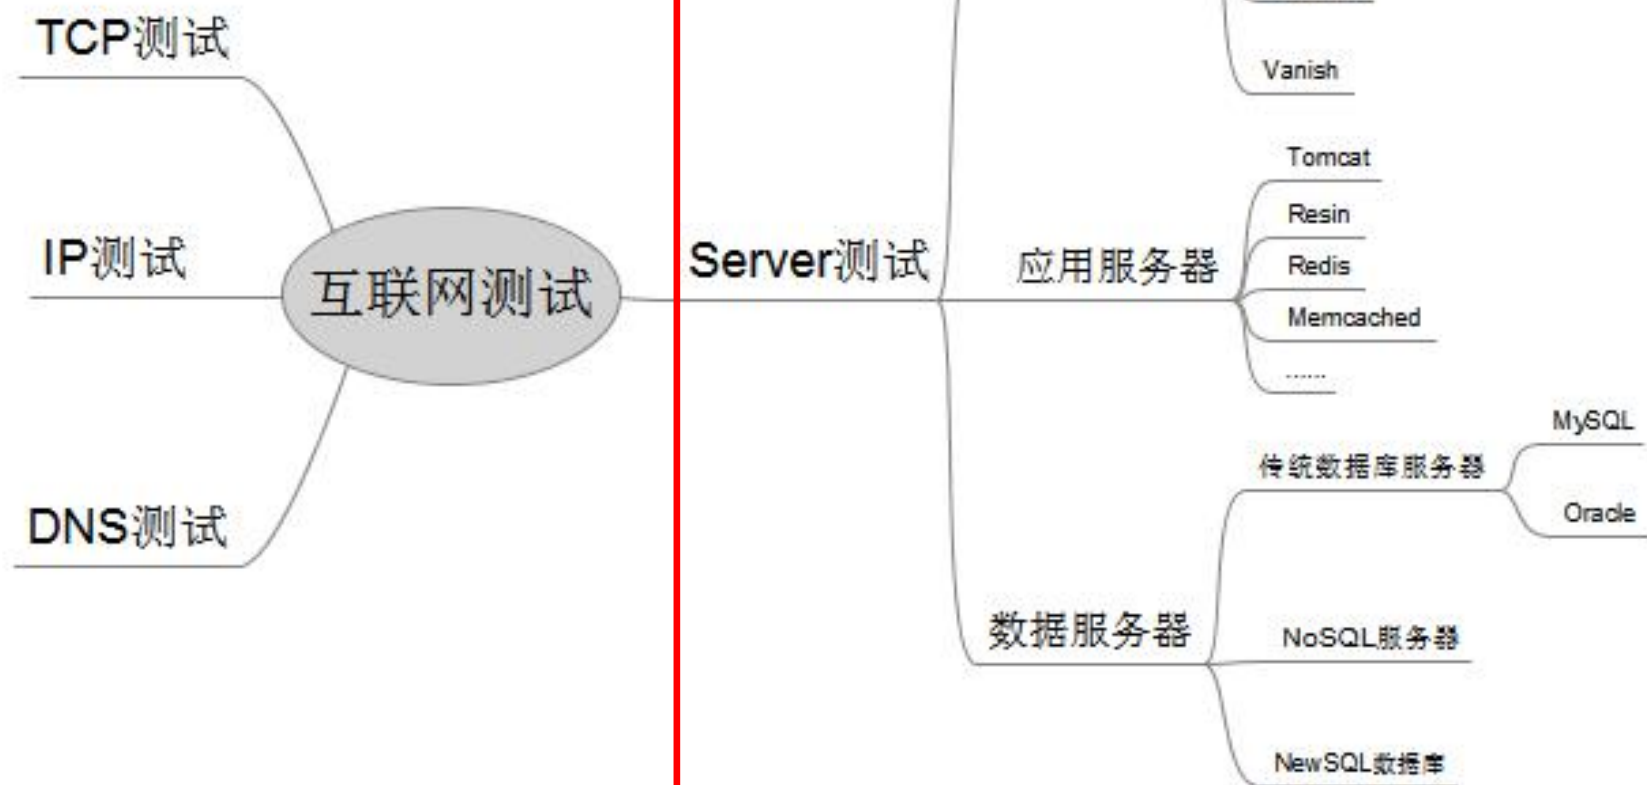 TCP测试
IP测试
互联网测试
DNS测试
Server测试
Vanish
应用服务器
Tomcat
Resin
Redis
Memcached
......
数据服务器
传统数据库服务器
MySQL
Oracle
NoSQL服务器
NewSQL数据库